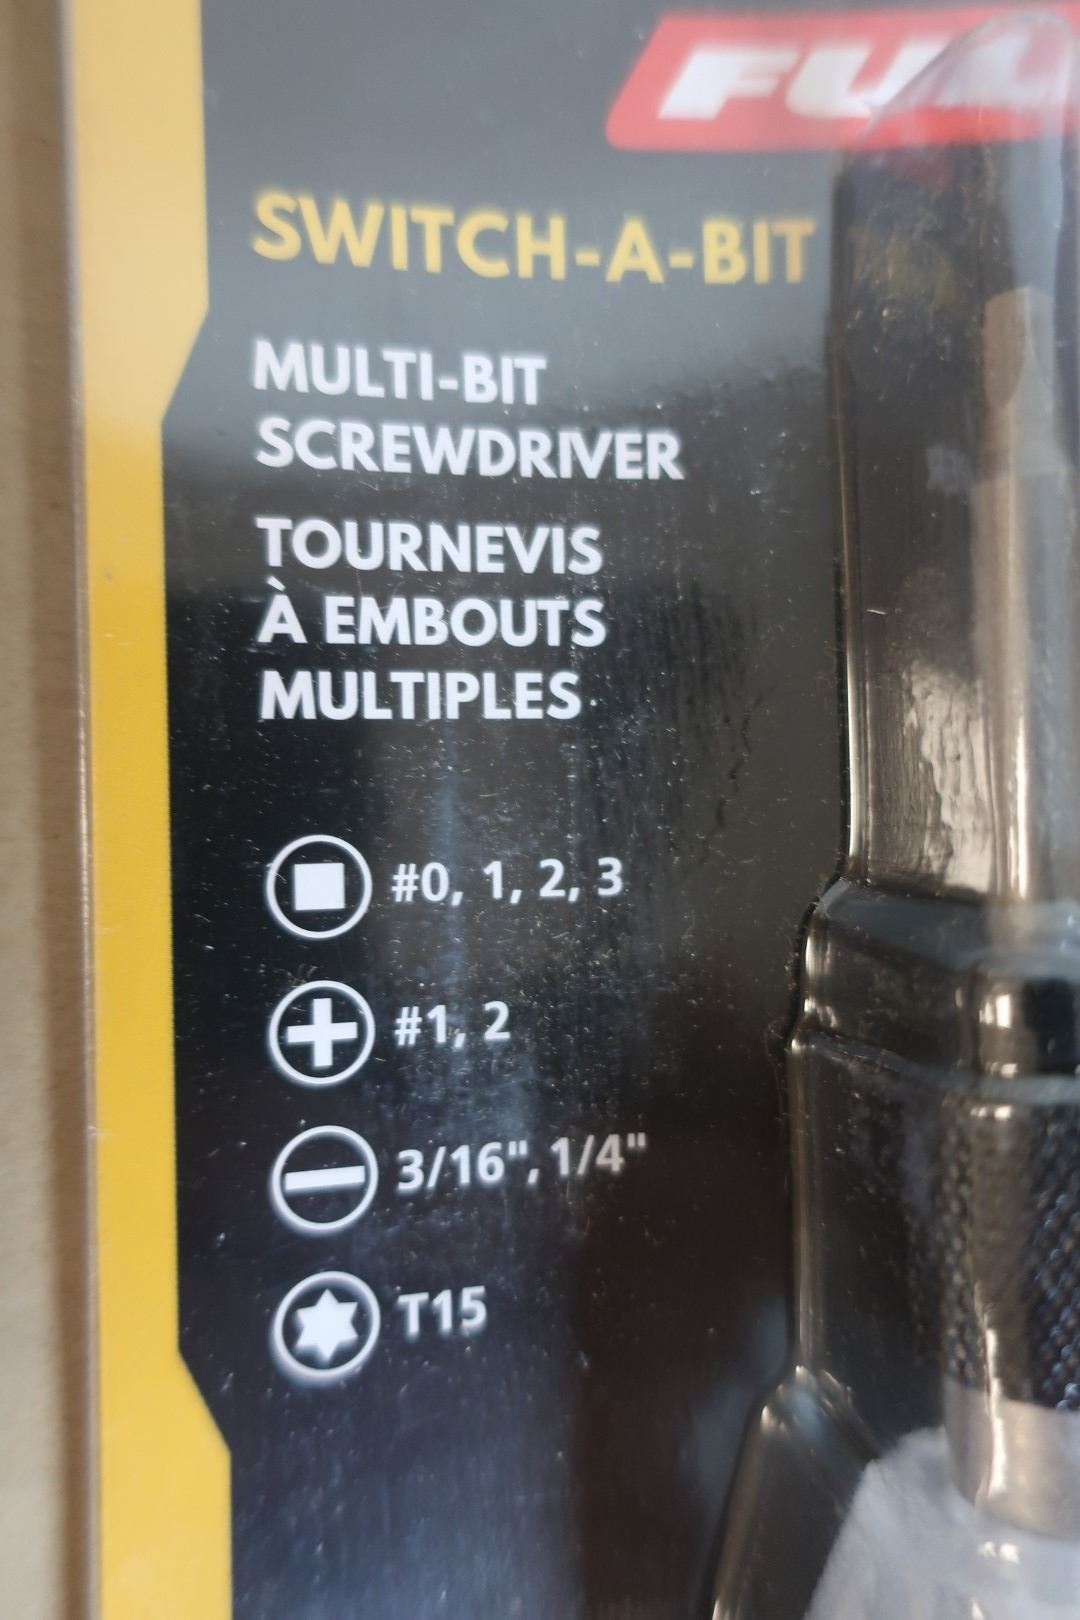 FUL
SWITCH-A-BIT
MULTI-BIT
SCREWDRIVER
TOURNEVIS
À EMBOUTS
MULTIPLES
#0, 1, 2, 3
#1, 2
3/16", 1/4"
T15